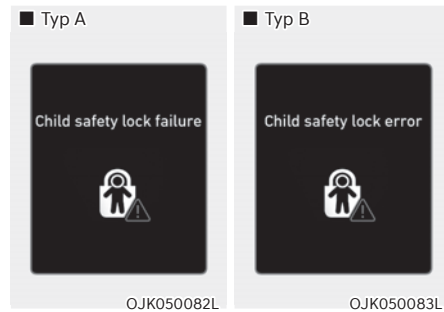 ■ Typ A
Child safety lock failure
OJK050082L
■ Typ B
Child safety lock error
OJK050083L